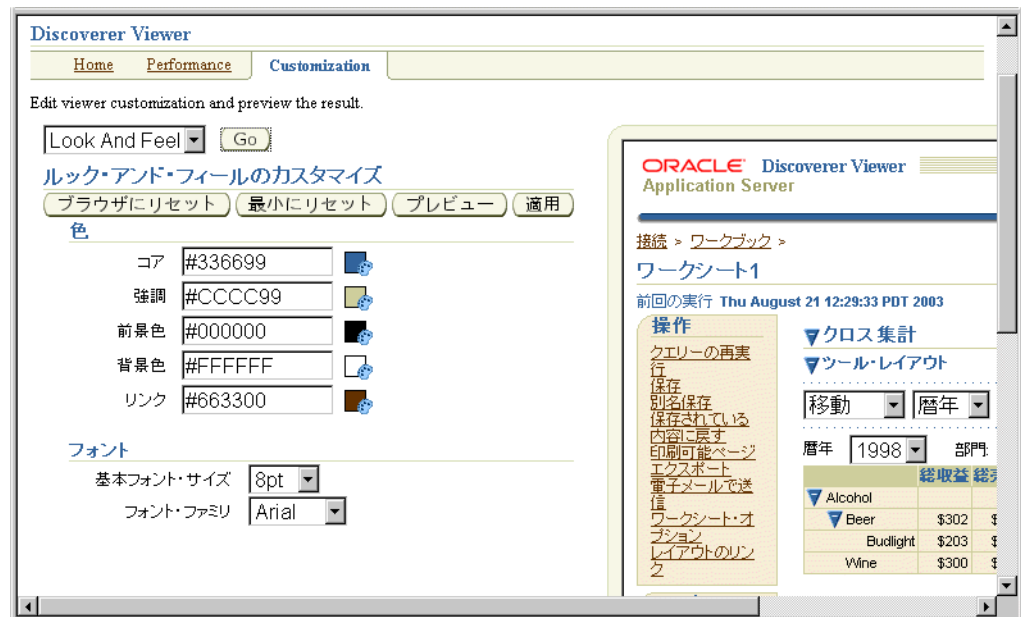 Discoverer Viewer
Home Performance Customization
Edit viewer customization and preview the result.
Look And Feel Go
ルック・アンド・フィールのカスタマイズ
ブラウザにリセット 最小にリセット プレビュー 適用
色
コア #336699
強調 #CCCC99
前景色 #000000
背景色 #FFFFFF
リンク #663300
フォント
基本フォント・サイズ 8pt
フォント・ファミリ Arial
ORACLE Discoverer Viewer
Application Server
接続 > ワークブック >
ワークシート1
前回の実行 Thu August 21 12:29:33 PDT 2003
操作
クエリーの再実
行
保存
別名保存
保存されている
内容に戻す
印刷可能ページ
エクスポート
電子メールで送
信
ワークシート・オ
プション
レイアウトのリン
ク
クロス集計
ツール・レイアウト
移動 暦年
暦年 1998 部門:
総収益
Alcohol
Beer $302
Budlight $203
Wine $300